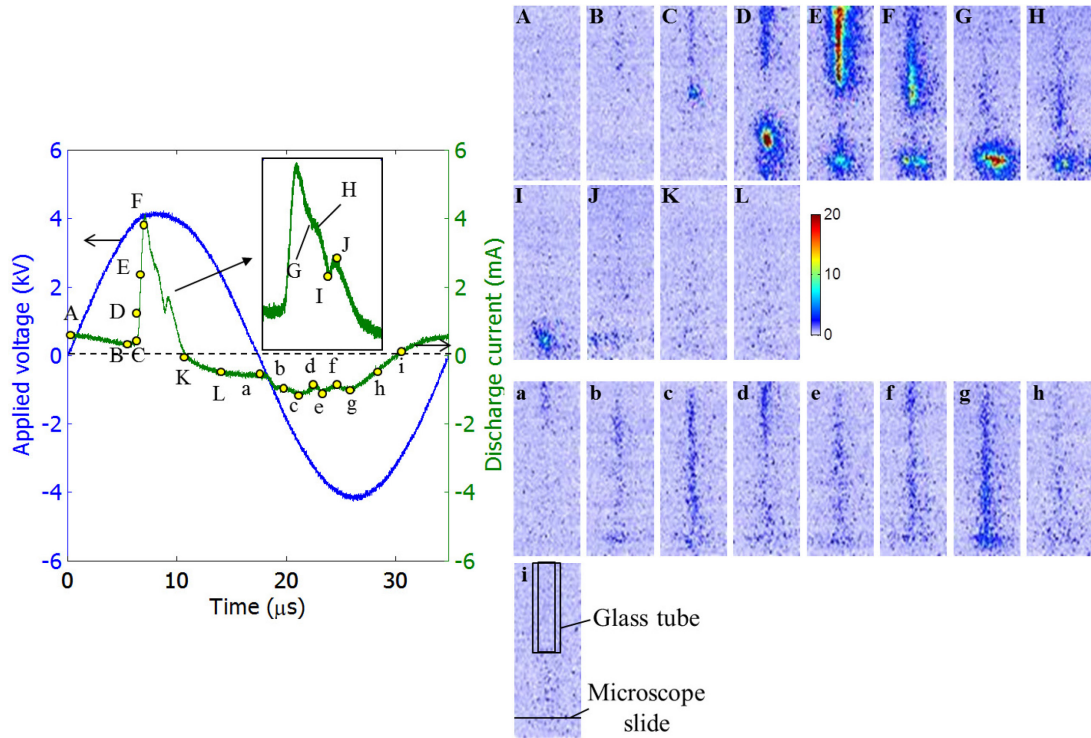 A B C D E F G H
I J K L
20
10
0
a b c d e f g h
i
Glass tube
Microscope
slide
6
4
2
0
-2
-4
-6
Applied voltage (kV)
6
4
2
0
-2
-4
-6
Discharge current (mA)
0 10 20 30
Time (μs)
A
B
C
D
E
F
K
L
a
b
c
d
e
f
g
h
i
G
H
I
J